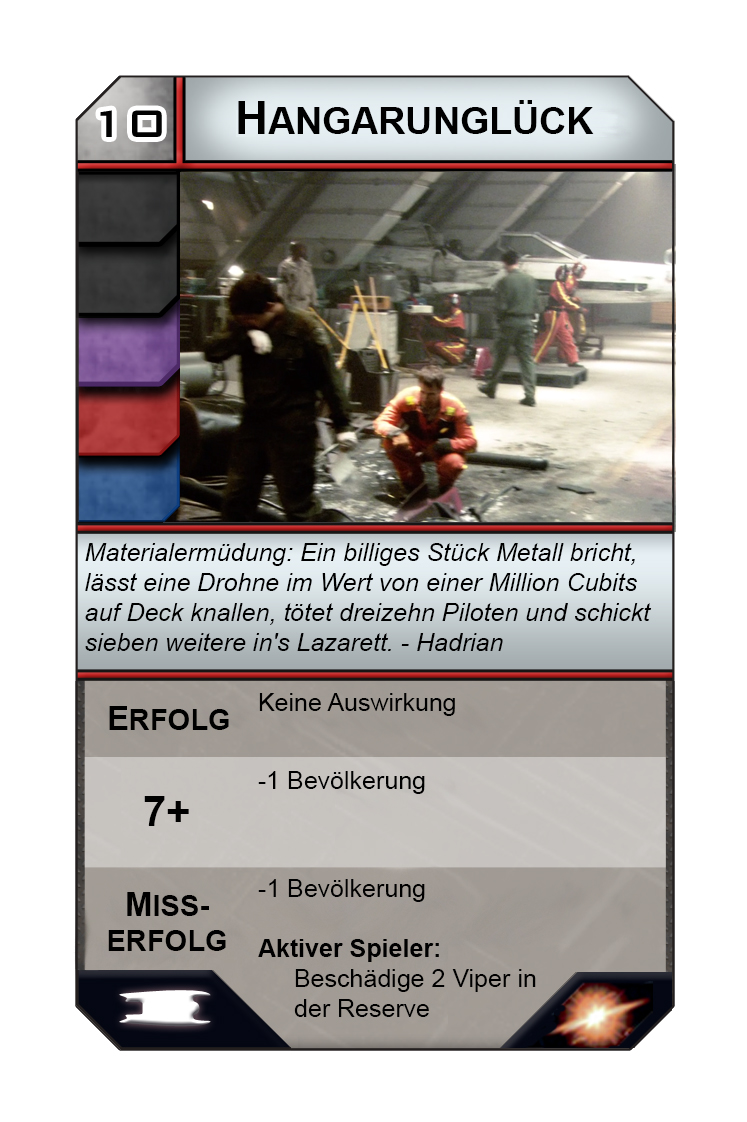 10
HANGARUNGLÜCK
Materialermüdung: Ein billiges Stück Metall bricht,
lässt eine Drohne im Wert von einer Million Cubits
auf Deck knallen, tötet dreizehn Piloten und schickt
sieben weitere in's Lazarett. - Hadrian
ERFOLG
Keine Auswirkung
7+
-1 Bevölkerung
MISS-
ERFOLG
-1 Bevölkerung
Aktiver Spieler:
Beschädige 2 Viper in
der Reserve